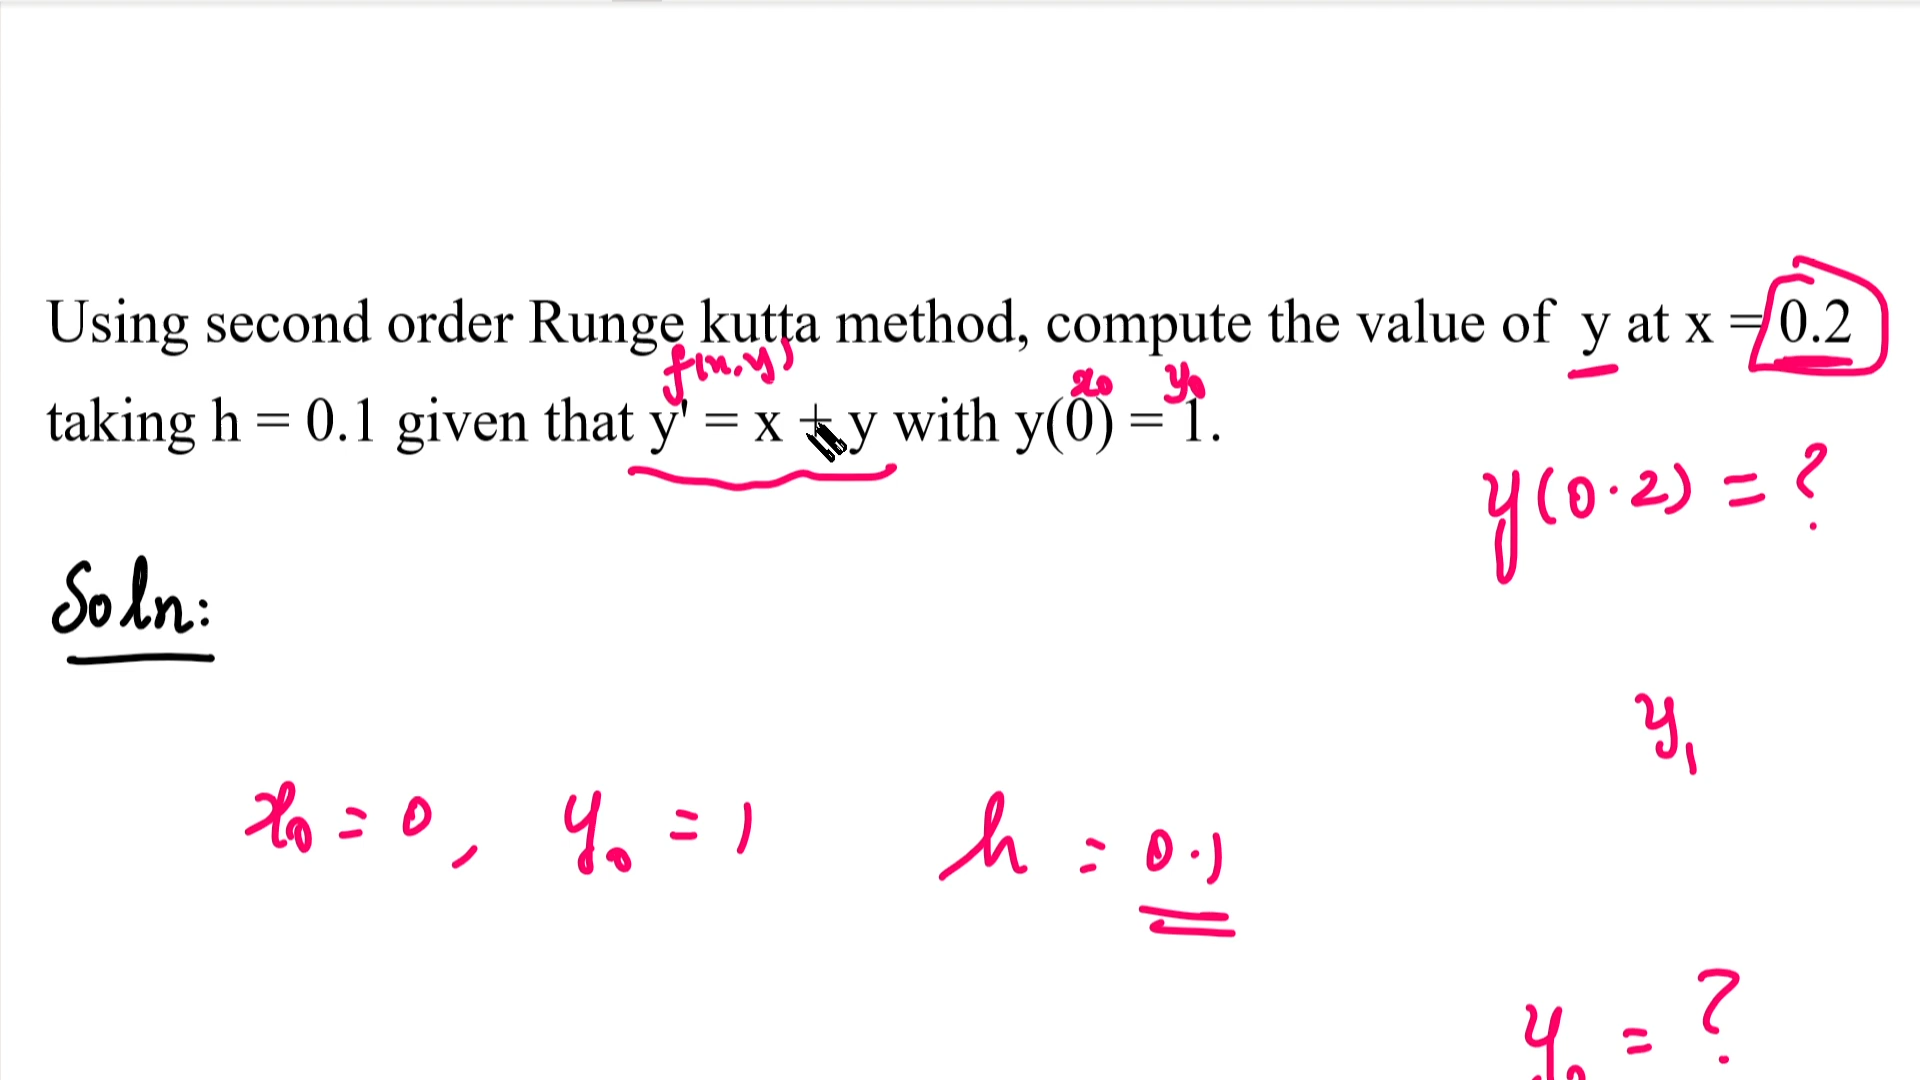 Using second order Runge kutta method, compute the value of y at x = 0.2
f(x,y)
x0 y0
taking h = 0.1 given that y' = x + y with y(0) = 1.
y(0.2) = ?
Soln:
y1
x0 = 0, y0 = 1 h = 0.1
= ?